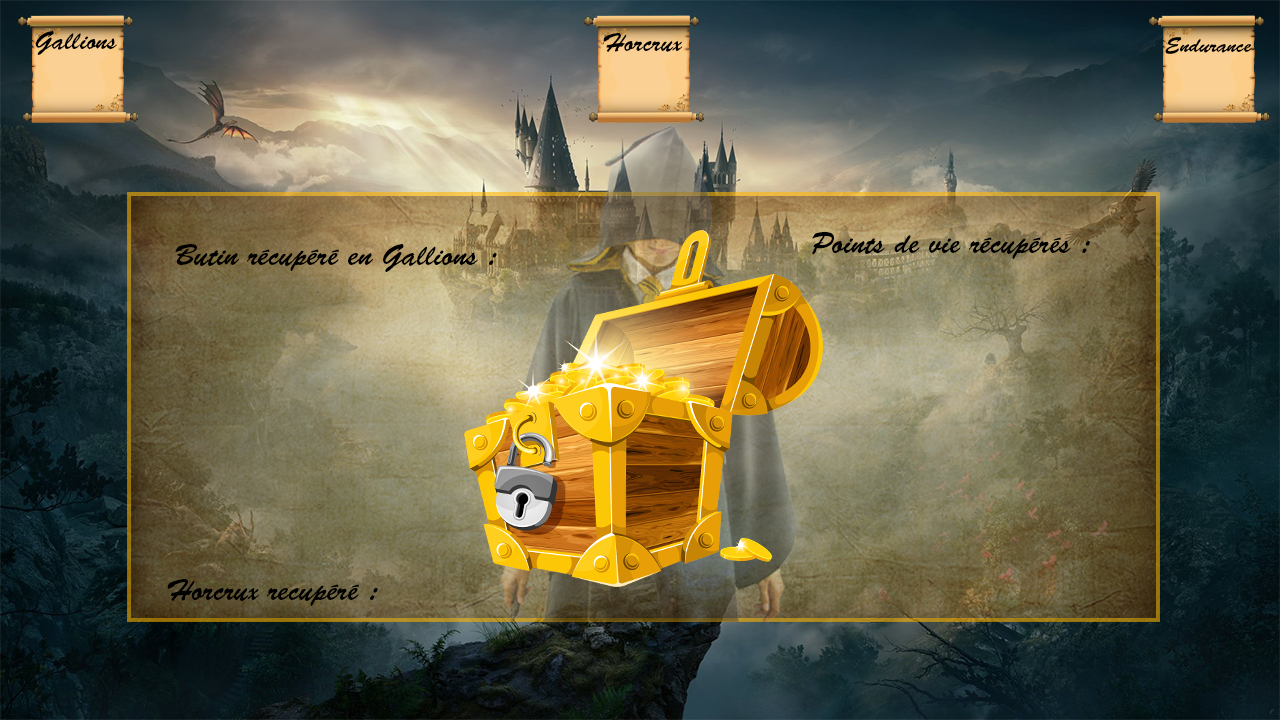 Gallions
Horcrux
Endurance
Butin récupéré en Gallions :
Points de vie récupérés :
Horcrux recupéré :